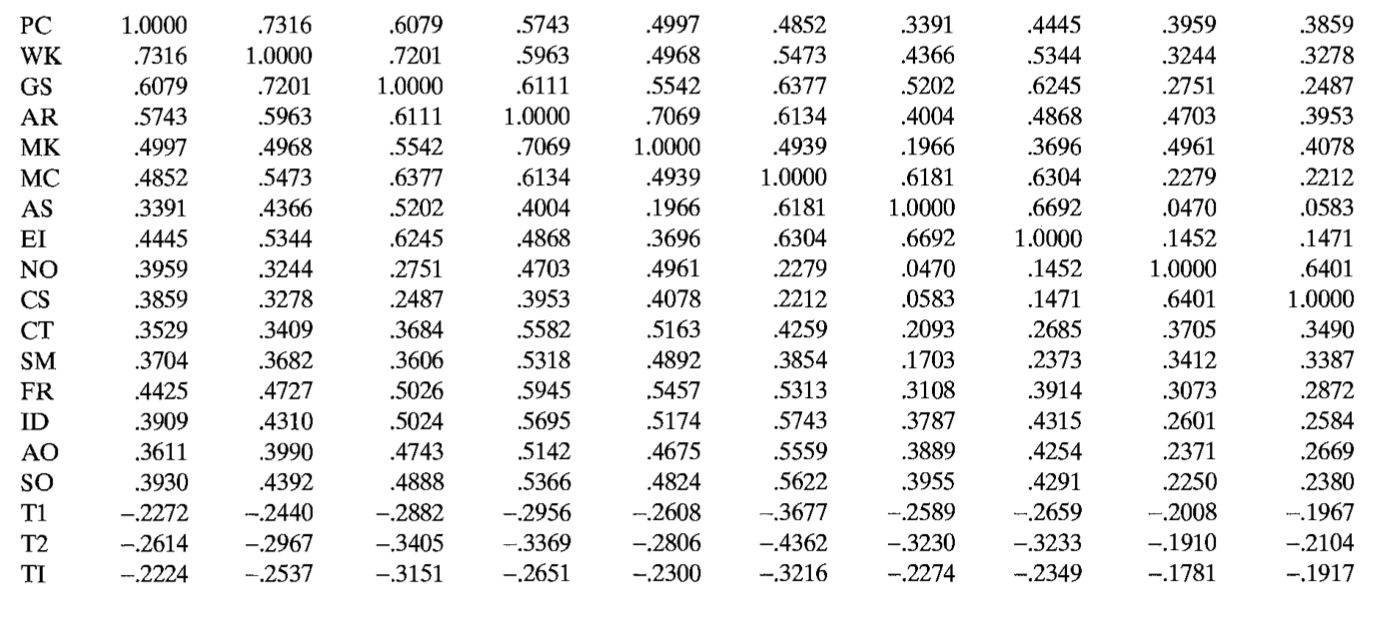 PC 1.0000 .7316 .6079 .5743 .4997 .4852 .3391 .4445 .3959 .3859
WK .7316 1.0000 .7201 .5963 .4968 .5473 .4366 .5344 .3244 .3278
GS .6079 .7201 1.0000 .6111 .5542 .6377 .5202 .6245 .2751 .2487
AR .5743 .5963 .6111 1.0000 .7069 .6134 .4004 .4868 .4703 .3953
MK .4997 .4968 .5542 .7069 1.0000 .4939 .1966 .3696 .4961 .4078
MC .4852 .5473 .6377 .6134 .4939 1.0000 .6181 .6304 .2279 .2212
AS .3391 .4366 .5202 .4004 .1966 .6181 1.0000 .6692 .0470 .0583
EI .4445 .5344 .6245 .4868 .3696 .6304 .6692 1.0000 .1452 .1471
NO .3959 .3244 .2751 .4703 .4961 .2279 .0470 .1452 1.0000 .6401
CS .3859 .3278 .2487 .3953 .4078 .2212 .0583 .1471 .6401 1.0000
CT .3529 .3409 .3684 .5582 .5163 .4259 .2093 .2685 .3705 .3490
SM .3704 .3682 .3606 .5318 .4892 .3854 .1703 .2373 .3412 .3387
FR .4425 .4727 .5026 .5945 .5457 .5313 .3108 .3914 .3073 .2872
ID .3909 .4310 .5024 .5695 .5174 .5743 .3787 .4315 .2601 .2584
AO .3611 .3990 .4743 .5142 .4675 .5559 .3889 .4254 .2371 .2669
SO .3930 .4392 .4888 .5366 .4824 .5622 .3955 .4291 .2250 .2380
T1 –.2272 –.2440 –.2882 –.2956 –.2608 –.3677 –.2589 –.2659 –.2008 –.1967
T2 –.2614 –.2967 –.3405 –.3369 –.2806 –.4362 –.3230 –.3233 –.1910 –.2104
TI –.2224 –.2537 –.3151 –.2651 –.2300 –.3216 –.2274 –.2349 –.1781 –.1917